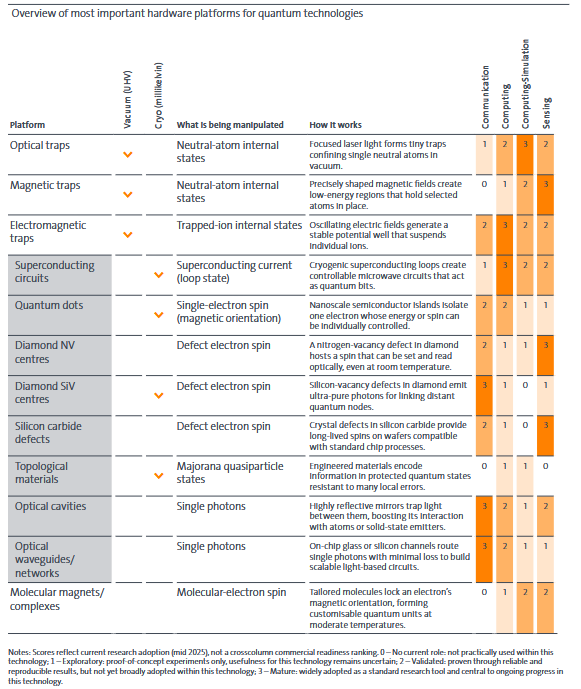 Overview of most important hardware platforms for quantum technologies
Platform
Vacuum (UHV)
Cryo (millikelvin)
What is being manipulated
How it works
Communication
Computing
Computing-Simulation
Sensing
Optical traps
Neutral-atom internal
states
Focused laser light forms tiny traps
confining single neutral atoms in
vacuum.
1 2 3 2
Magnetic traps
Neutral-atom internal
states
Precisely shaped magnetic fields create
low-energy regions that hold selected
atoms in place.
0 1 2 3
Electromagnetic
traps
Trapped-ion internal states
Oscillating electric fields generate a
stable potential well that suspends
individual ions.
2 3 2 2
Superconducting
circuits
Superconducting current
(loop state)
Cryogenic superconducting loops create
controllable microwave circuits that act
as quantum bits.
1 3 2 2
Quantum dots
Single-electron spin
(magnetic orientation)
Nanoscale semiconductor islands isolate
one electron whose energy or spin can
be individually controlled.
2 2 1 1
Diamond NV
centres
Defect electron spin
A nitrogen-vacancy defect in diamond
hosts a spin that can be set and read
optically, even at room temperature.
2 1 1 3
Diamond SiV
centres
Defect electron spin
Silicon-vacancy defects in diamond emit
ultra-pure photons for linking distant
quantum nodes.
3 1 0 1
Silicon carbide
defects
Defect electron spin
Crystal defects in silicon carbide provide
long-lived spins on wafers compatible
with standard chip processes.
2 1 0 3
Topological
materials
Majorana quasiparticle
states
Engineered materials encode
information in protected quantum states
resistant to many local errors.
0 1 1 0
Optical cavities
Single photons
Highly reflective mirrors trap light
between them, boosting its interaction
with atoms or solid-state emitters.
3 2 1 2
Optical
waveguides/
networks
Single photons
On-chip glass or silicon channels route
single photons with minimal loss to build
scalable light-based circuits.
3 2 1 1
Molecular magnets/
complexes
Molecular-electron spin
Tailored molecules lock an electron's
magnetic orientation, forming
customisable quantum units at
moderate temperatures.
0 1 2 2
Notes: Scores reflect current research adoption (mid 2025), not a crosscolumn commercial readiness ranking. 0 – No current role: not practically used within this
technology; 1 – Exploratory: proof-of-concept experiments only, usefulness for this technology remains uncertain; 2 – Validated: proven through reliable and
reproducible results, but not yet broadly adopted within this technology; 3 – Mature: widely adopted as a standard research tool and central to ongoing progress in
this technology.